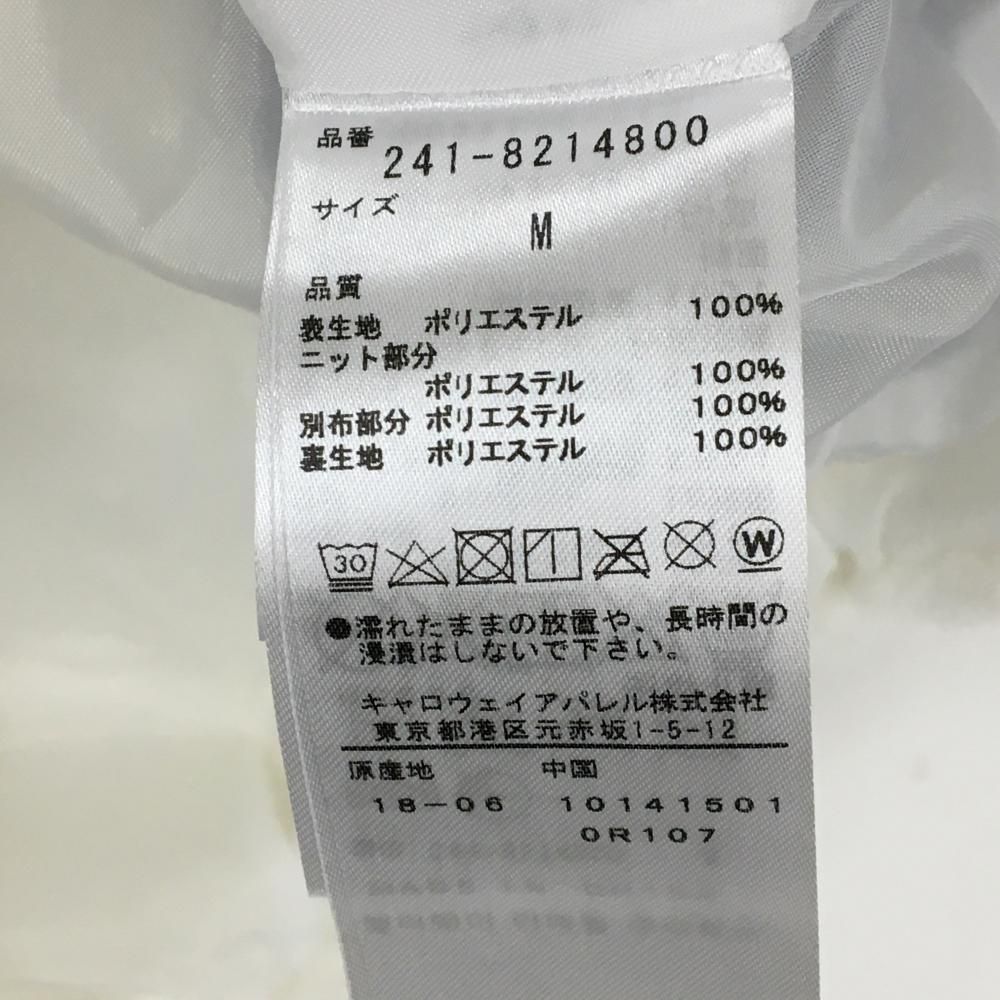 品番 241-8214800
サイズ
M
品質
表生地 ポリエステル 100%
ニット部分
ポリエステル 100%
別布部分 ポリエステル 100%
裏生地 ポリエステル 100%
30 W
●濡れたままの放置や、長時間の
浸漬はしないで下さい。
キャロウェイアパレル株式会社
東京都港区元赤坂1-5-12
原産地 中国
18-06 10141501
0R107